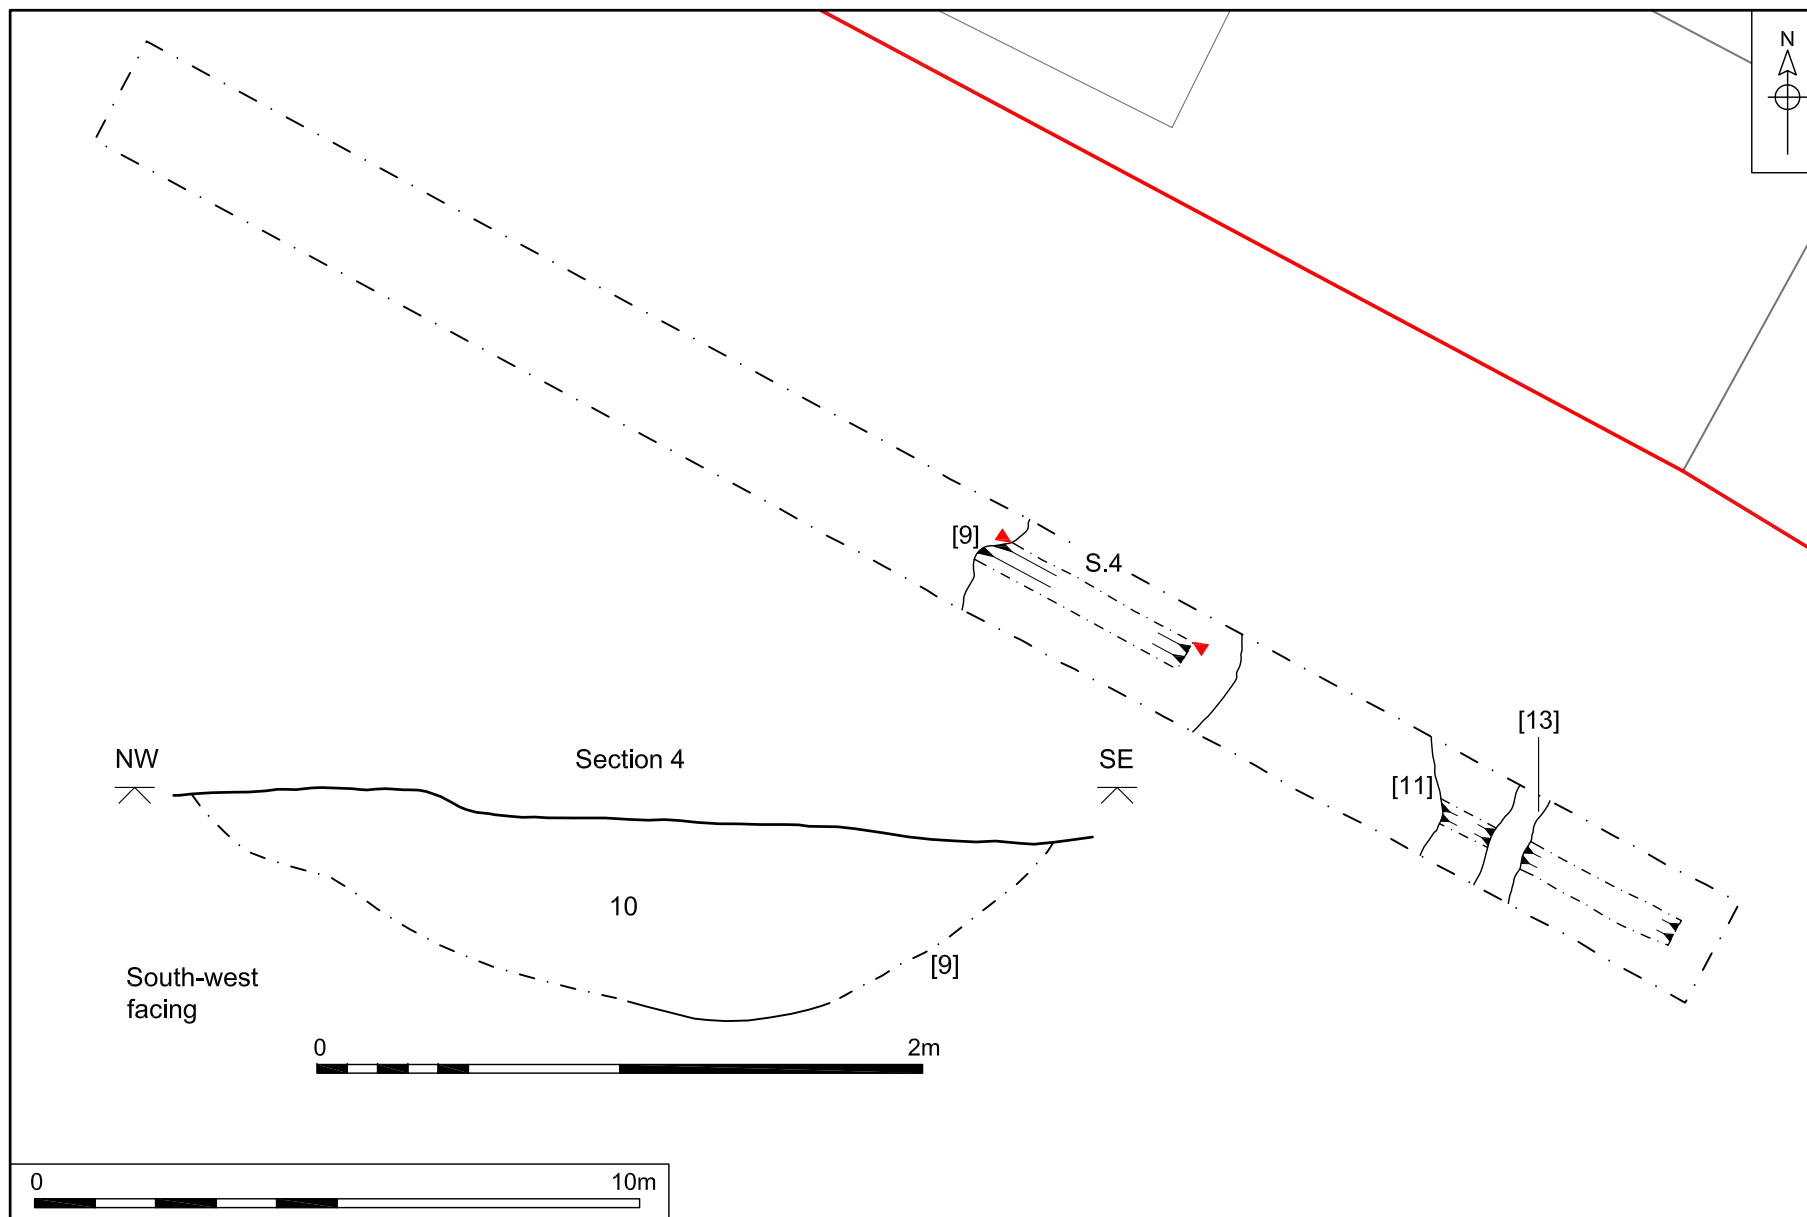 N
[9]
S.4
[13]
[11]
NW
Section 4
SE
10
[9]
South-west
facing
0
2m
0
10m